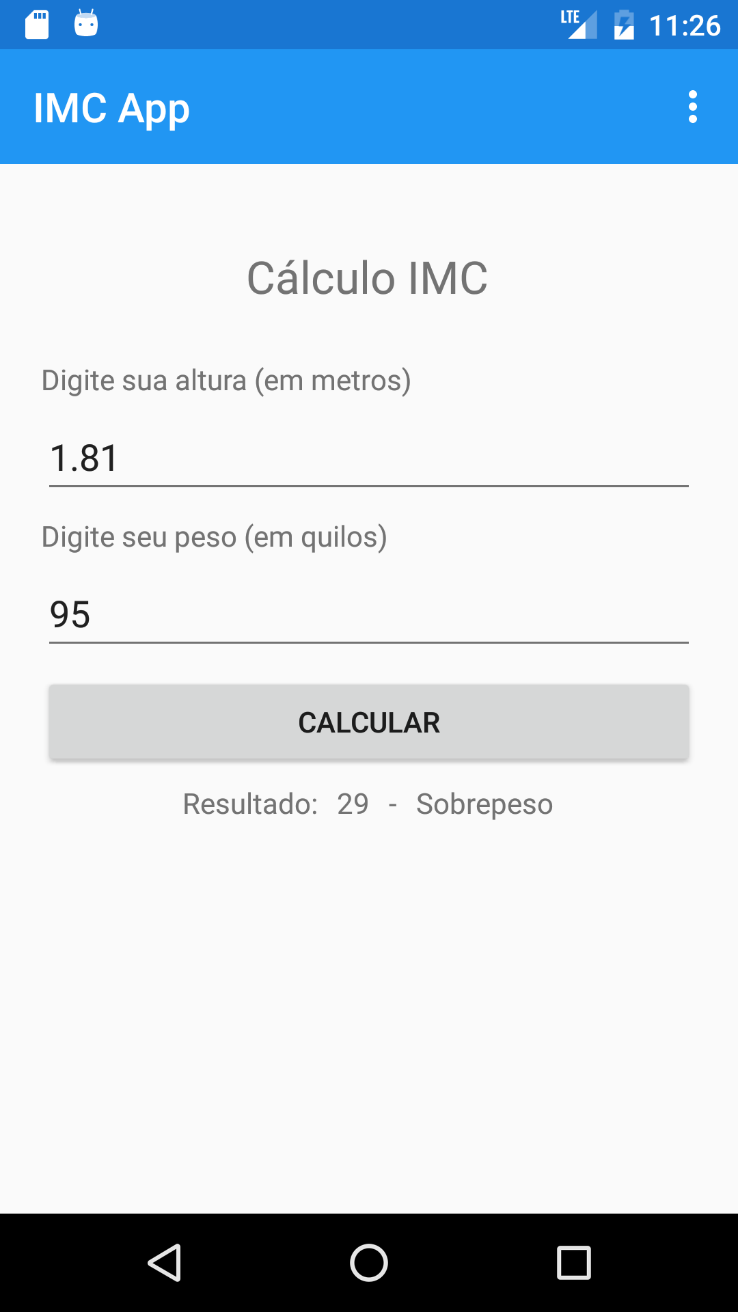 LTE 11:26
IMC App
Cálculo IMC
Digite sua altura (em metros)
1.81
Digite seu peso (em quilos)
95
CALCULAR
Resultado: 29 - Sobrepeso